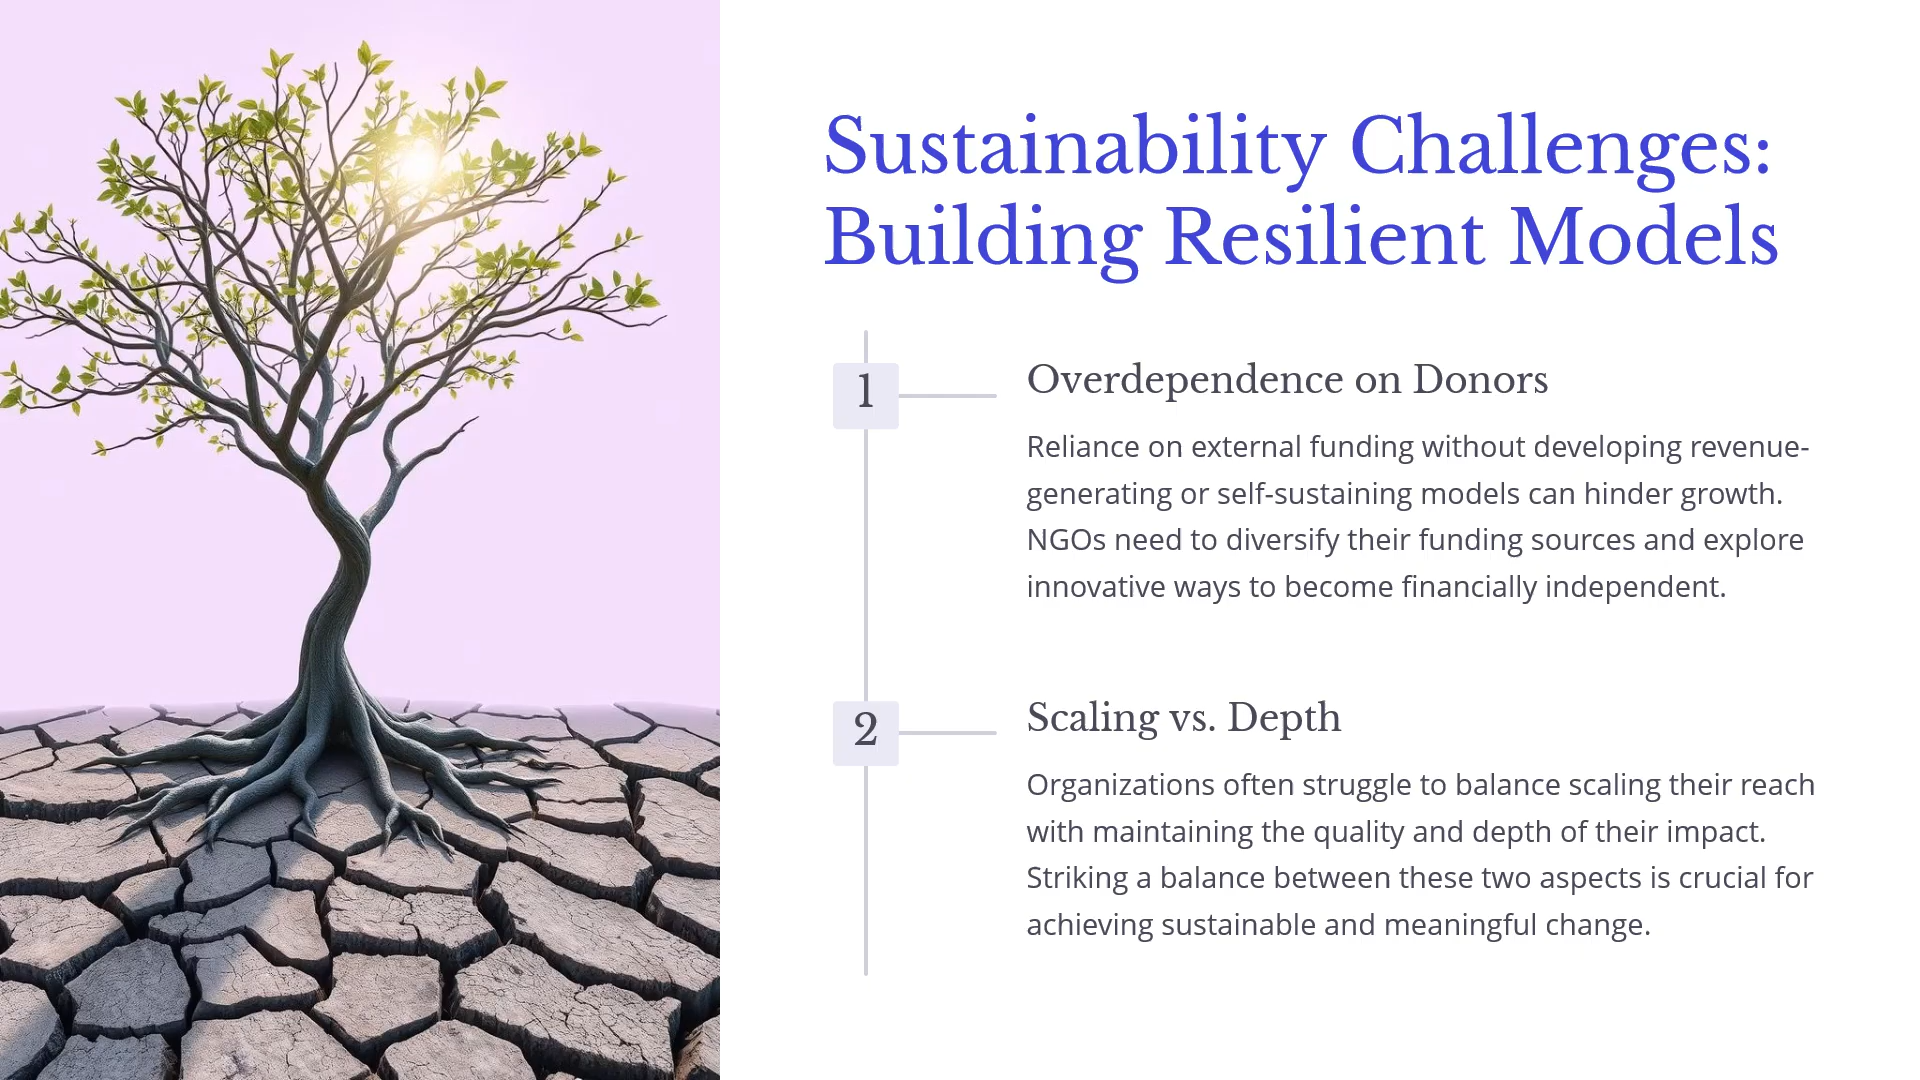 Sustainability Challenges:
Building Resilient Models
1
Overdependence on Donors
Reliance on external funding without developing revenue-
generating or self-sustaining models can hinder growth.
NGOs need to diversify their funding sources and explore
innovative ways to become financially independent.
2
Scaling vs. Depth
Organizations often struggle to balance scaling their reach
with maintaining the quality and depth of their impact.
Striking a balance between these two aspects is crucial for
achieving sustainable and meaningful change.